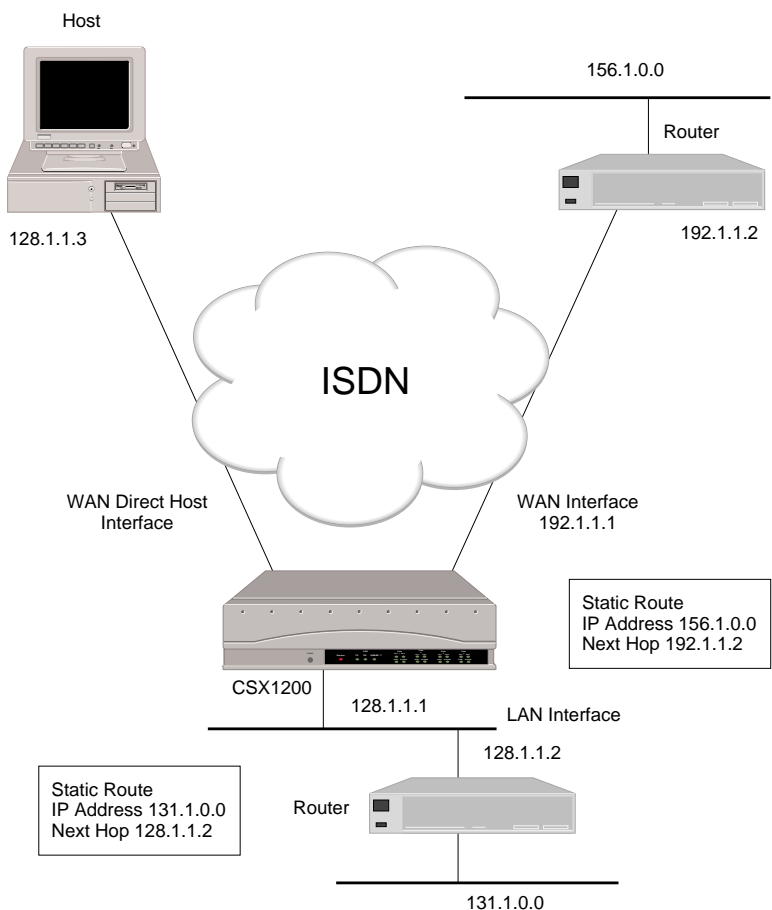 Host
156.1.0.0
Router
128.1.1.3
192.1.1.2
ISDN
WAN Direct Host
Interface
WAN Interface
192.1.1.1
Static Route
IP Address 156.1.0.0
Next Hop 192.1.1.2
CSX1200
128.1.1.1
LAN Interface
128.1.1.2
Static Route
IP Address 131.1.0.0
Next Hop 128.1.1.2
Router
131.1.0.0